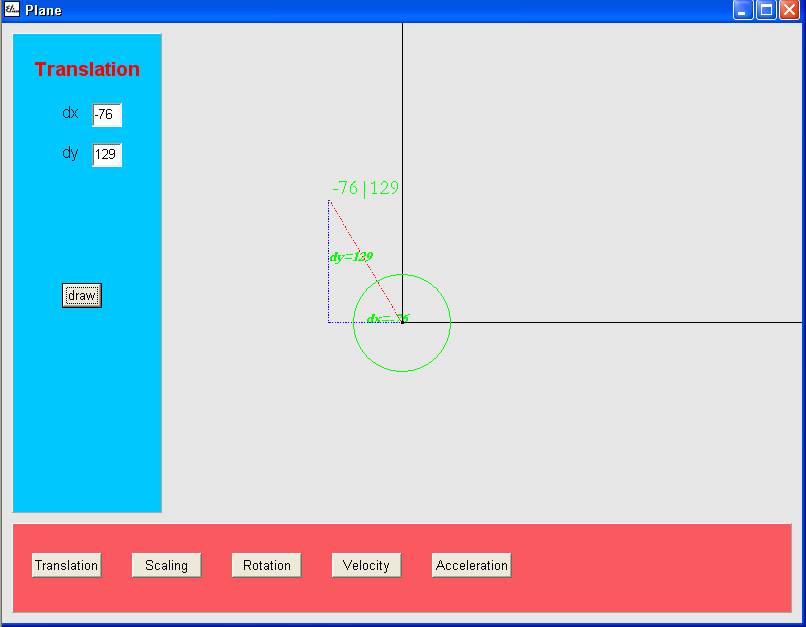 Plane
Translation
dx -76
dy 129
draw
-76|129
dy=129
dx=-76
Translation Scaling Rotation Velocity Acceleration